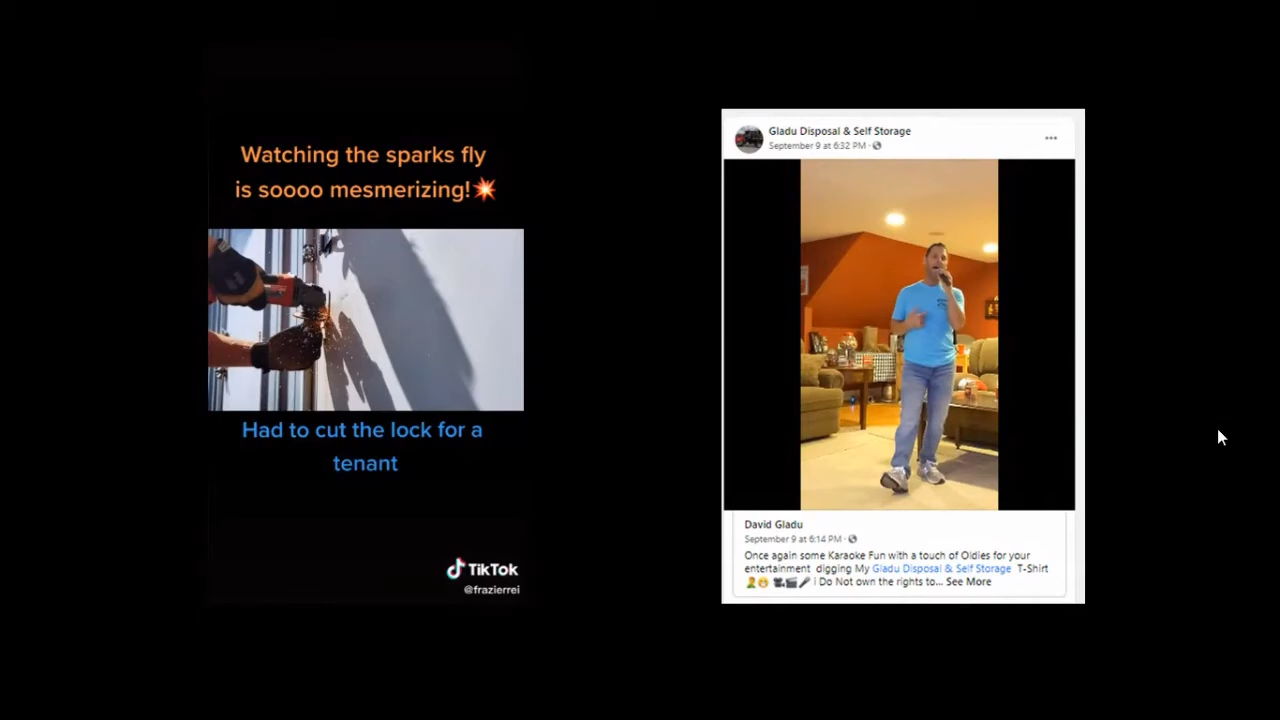 Watching the sparks fly
is soooo mesmerizing!💥
Had to cut the lock for a
tenant
TikTok
@frazierrei
Gladu Disposal & Self Storage
September 9 at 6:32 PM ·
David Gladu
September 9 at 6:14 PM ·
Once again some Karaoke Fun with a touch of Oldies for your
entertainment digging My Gladu Disposal & Self Storage T-Shirt
i Do Not own the rights to... See More